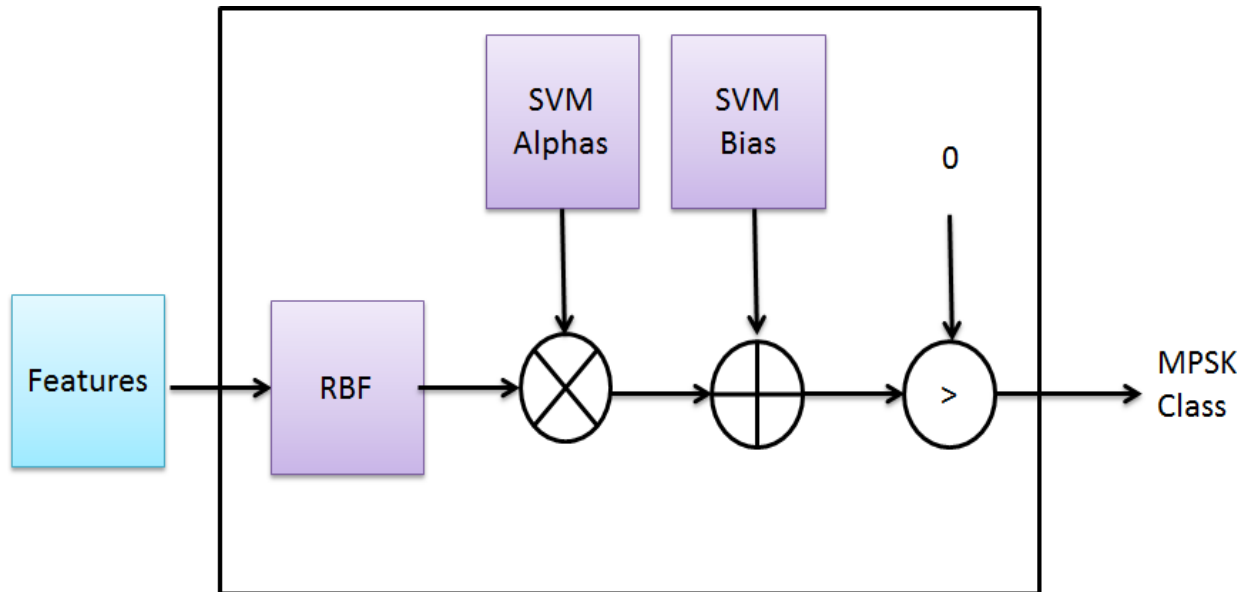 SVM
Alphas
SVM
Bias
0
Features
RBF
>
MPSK
Class